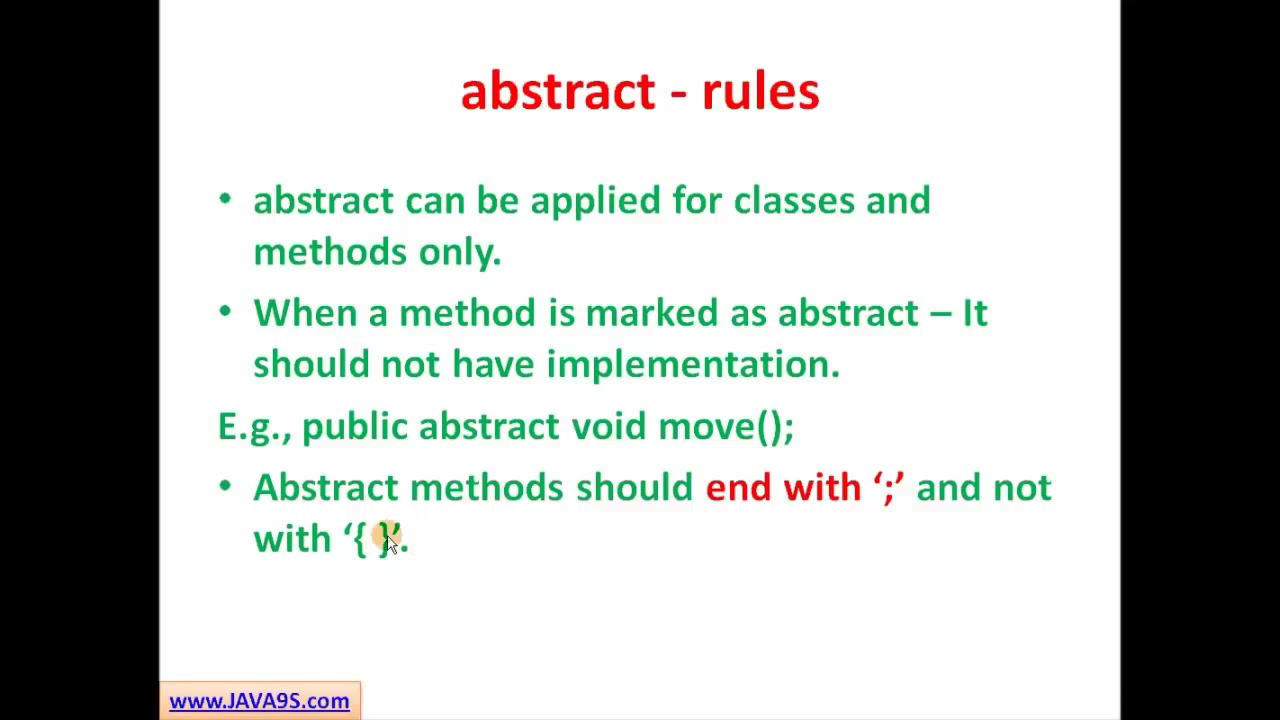 abstract - rules
• abstract can be applied for classes and
methods only.
• When a method is marked as abstract – It
should not have implementation.
E.g., public abstract void move();
• Abstract methods should end with ‘;’ and not
with ‘{ }’.
www.JAVA9S.com